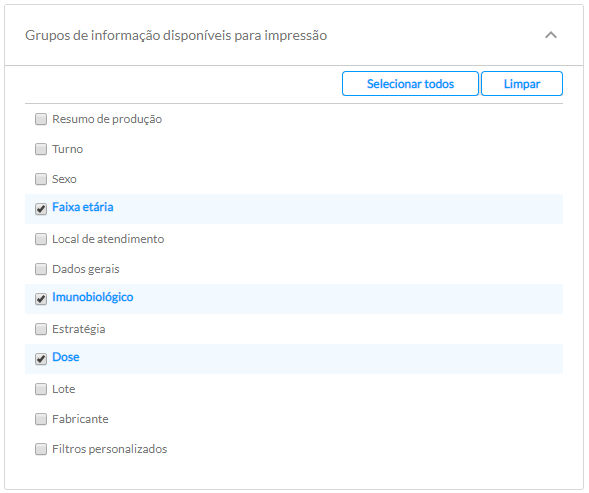 Grupos de informação disponíveis para impressão
Selecionar todos
Limpar
Resumo de produção
Turno
Sexo
Faixa etária
Local de atendimento
Dados gerais
Imunobiológico
Estratégia
Dose
Lote
Fabricante
Filtros personalizados